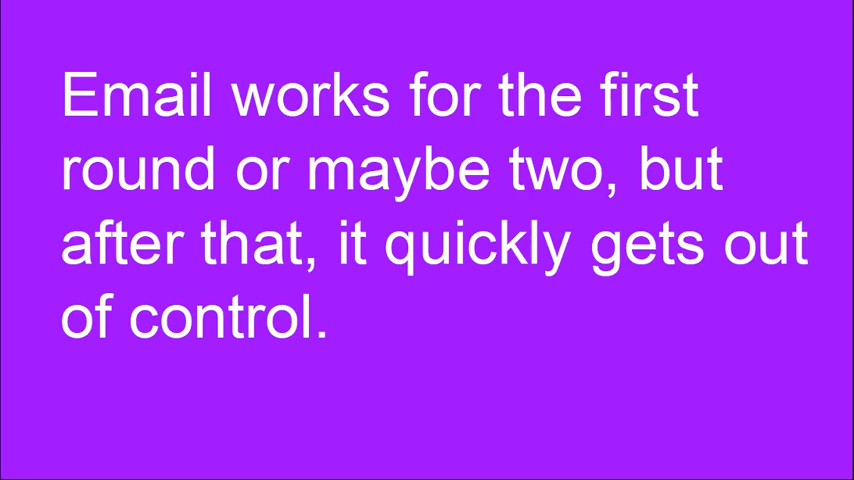 Email works for the first
round or maybe two, but
after that, it quickly gets out
of control.